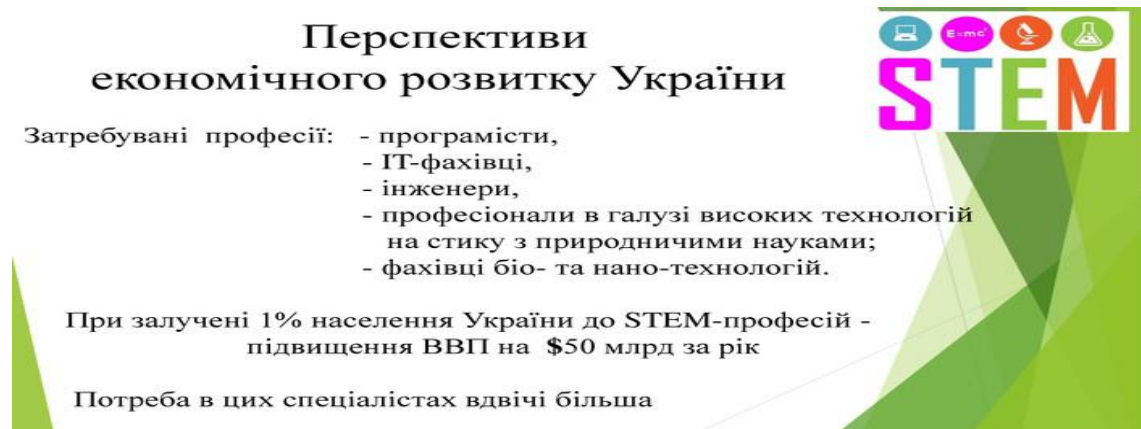 Перспективи
економічного розвитку України
E=mc²
STEM
Затребувані професії: - програмісти,
- ІТ-фахівці,
- інженери,
- професіонали в галузі високих технологій
на стику з природничими науками;
- фахівці біо- та нано-технологій.
При залучені 1% населення України до STEM-професій -
підвищення ВВП на $50 млрд за рік
Потреба в цих спеціалістах вдвічі більша